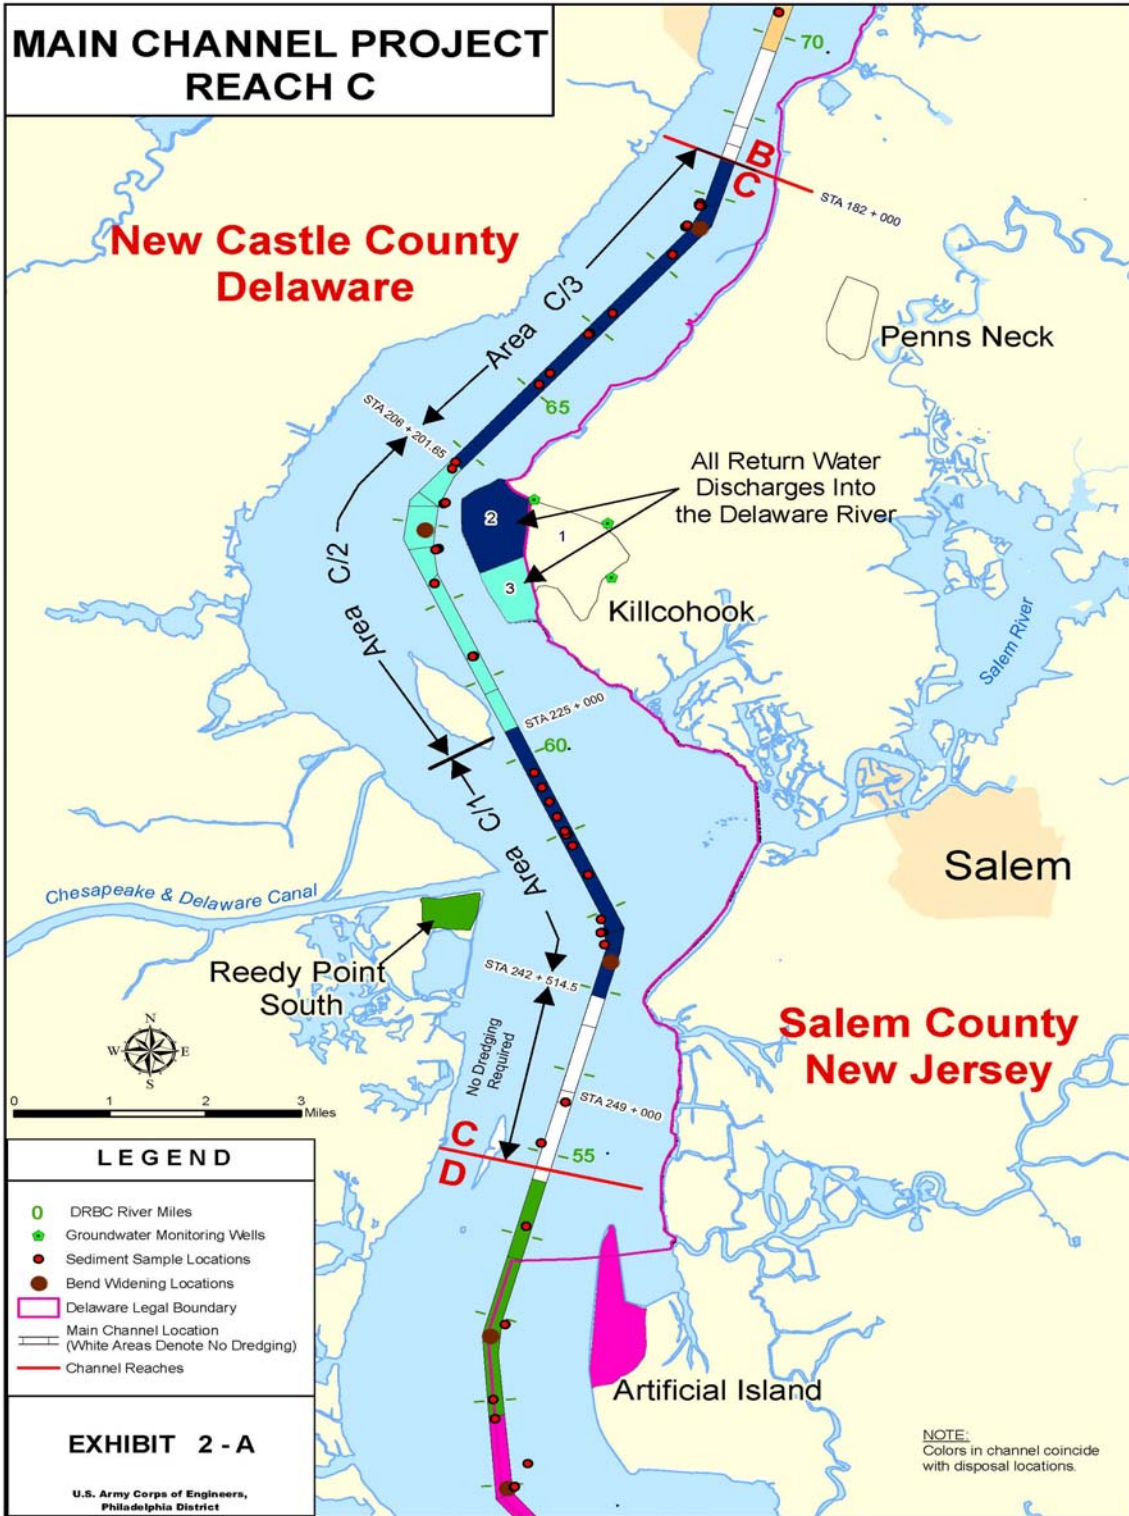 MAIN CHANNEL PROJECT
REACH C
70
B
C
STA 182 + 000
New Castle County
Delaware
Area C/3
Penns Neck
65
STA 206 + 201.65
All Return Water
Discharges Into
the Delaware River
2
1
3
Killcohook
Area C/2
Salem River
STA 225 + 000
60
Area C/1
Salem
Chesapeake & Delaware Canal
Reedy Point
South
STA 242 + 514.5
Salem County
New Jersey
No Dredging
Required
N
W E
S
0 1 2 3
Miles
STA 249 + 000
C
D
55
LEGEND
0 DRBC River Miles
Groundwater Monitoring Wells
Sediment Sample Locations
Bend Widening Locations
Delaware Legal Boundary
Main Channel Location
(White Areas Denote No Dredging)
Channel Reaches
Artificial Island
EXHIBIT 2 - A
U.S. Army Corps of Engineers,
Philadelphia District
NOTE:
Colors in channel coincide
with disposal locations.